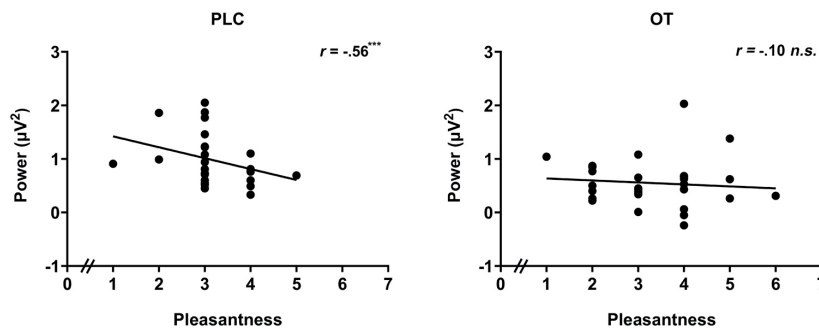 PLC
r = -.56***
Power (µV²)
3
2
1
0
-1
0 1 2 3 4 5 6 7
Pleasantness
OT
r = -.10 n.s.
Power (µV²)
3
2
1
0
-1
0 1 2 3 4 5 6 7
Pleasantness